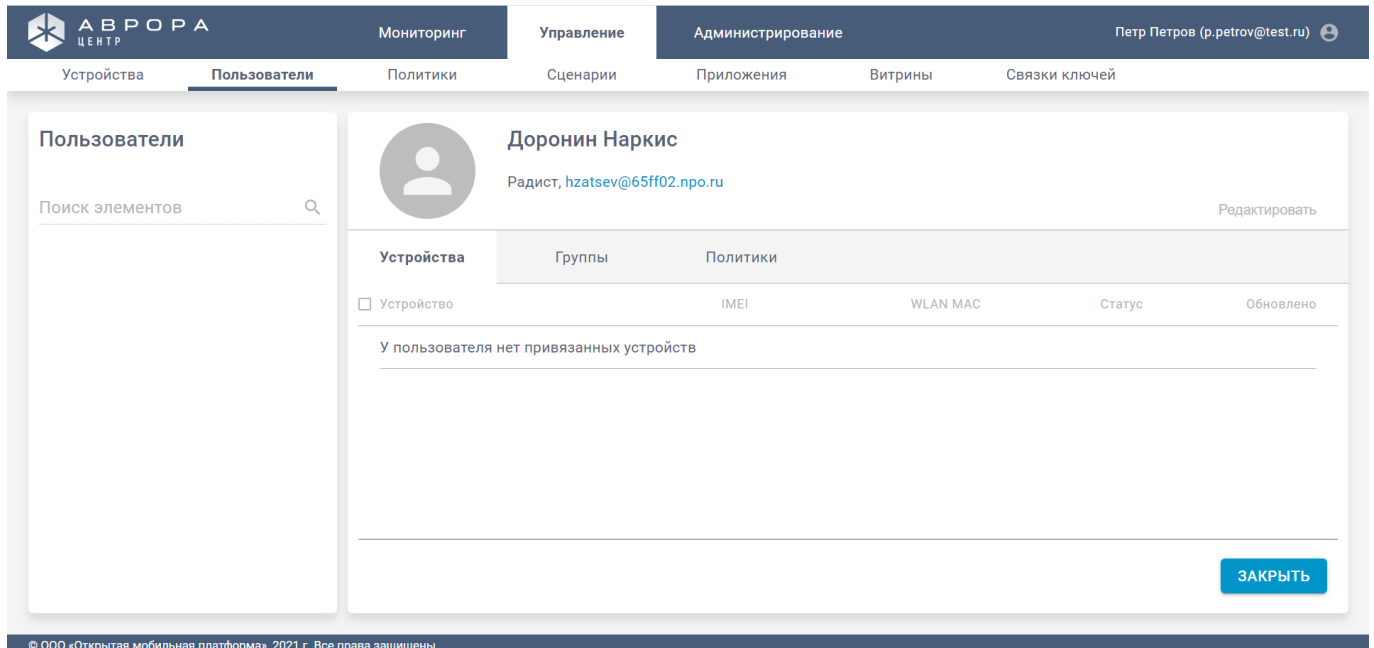 АВРОРА
ЦЕНТР
Мониторинг Управление Администрирование Петр Петров (p.petrov@test.ru)
Устройства Пользователи Политики Сценарии Приложения Витрины Связки ключей
Пользователи
Поиск элементов
Доронин Наркис
Радист, hzatsev@65ff02.npo.ru
Редактировать
Устройства Группы Политики
Устройство IMEI WLAN MAC Статус Обновлено
У пользователя нет привязанных устройств
ЗАКРЫТЬ
© ООО «Открытая мобильная платформа», 2021 г. Все права защищены